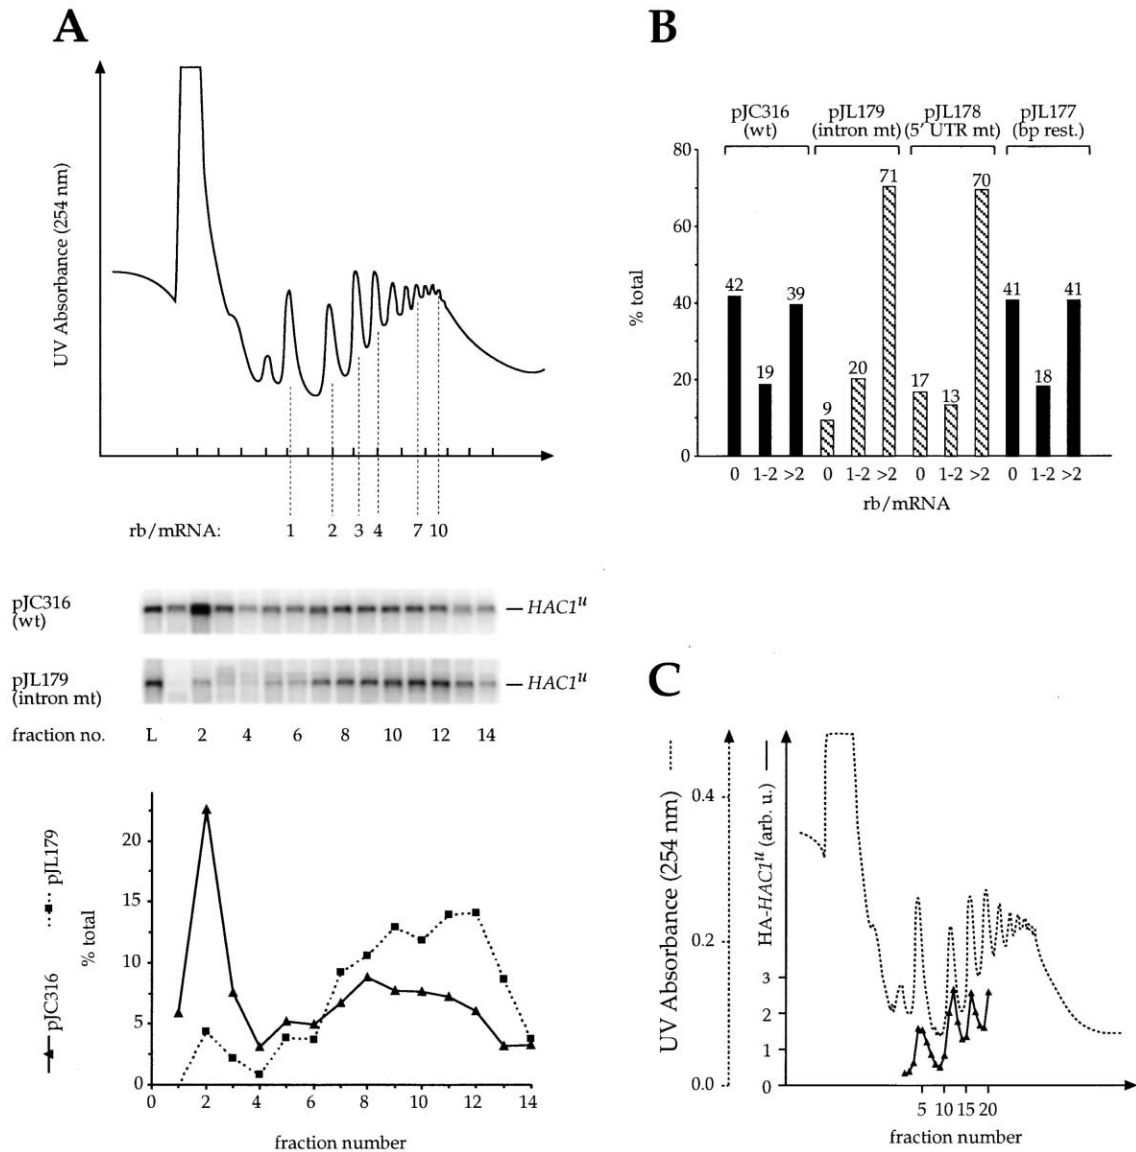 A
UV Absorbance (254 nm)
rb/mRNA: 1 2 3 4 7 10
pJC316
(wt)
HAC1ᵘ
pJL179
(intron mt)
HAC1ᵘ
fraction no. L 2 4 6 8 10 12 14
pJC316
pJL179
% total
20
15
10
5
0
0 2 4 6 8 10 12 14
fraction number
B
pJC316 pJL179 pJL178 pJL177
(wt) (intron mt) (5′ UTR mt) (bp rest.)
% total
80
60
40
20
0
42 19 39 9 20 71 17 13 70 41 18 41
0 1-2 >2 0 1-2 >2 0 1-2 >2 0 1-2 >2
rb/mRNA
C
UV Absorbance (254 nm)
HA-HAC1ᵘ (arb. u.)
0.4
0.2
0.0
3
2
1
0
5 10 15 20
fraction number